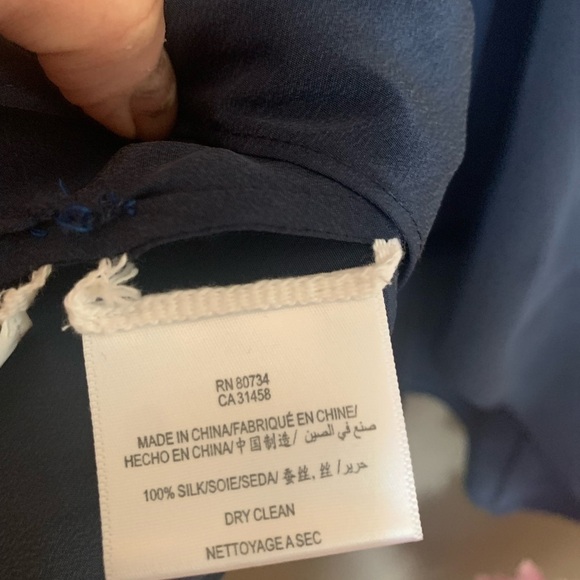 RN 80734
CA 31458
MADE IN CHINA/FABRIQUÉ EN CHINE/
HECHO EN CHINA/中国制造/ صنع في الصين
100% SILK/SOIE/SEDA/ 蚕丝, 丝 / حرير
DRY CLEAN
NETTOYAGE A SEC